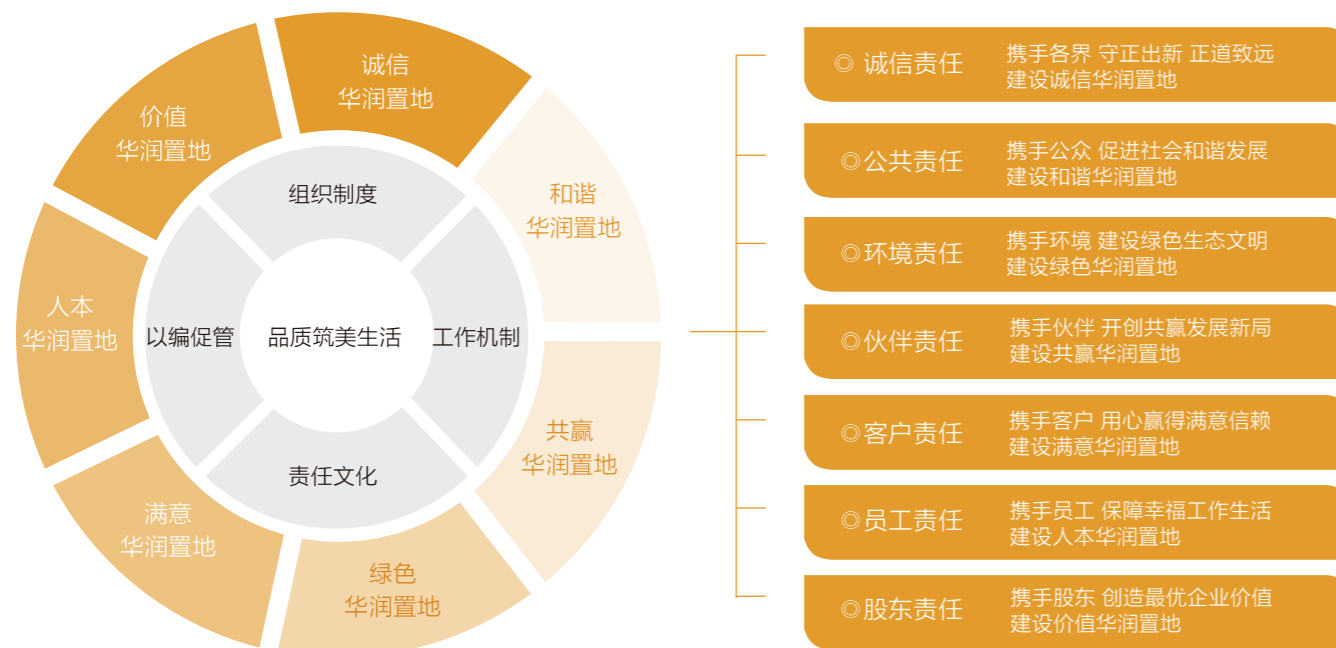 诚信
华润置地
价值
华润置地
和谐
华润置地
人本
华润置地
共赢
华润置地
满意
华润置地
绿色
华润置地
组织制度
以编促管
品质筑美生活
工作机制
责任文化
◎ 诚信责任
携手各界 守正出新 正道致远
建设诚信华润置地
◎公共责任
携手公众 促进社会和谐发展
建设和谐华润置地
◎环境责任
携手环境 建设绿色生态文明
建设绿色华润置地
◎伙伴责任
携手伙伴 开创共赢发展新局
建设共赢华润置地
◎客户责任
携手客户 用心赢得满意信赖
建设满意华润置地
◎员工责任
携手员工 保障幸福工作生活
建设人本华润置地
◎股东责任
携手股东 创造最优企业价值
建设价值华润置地